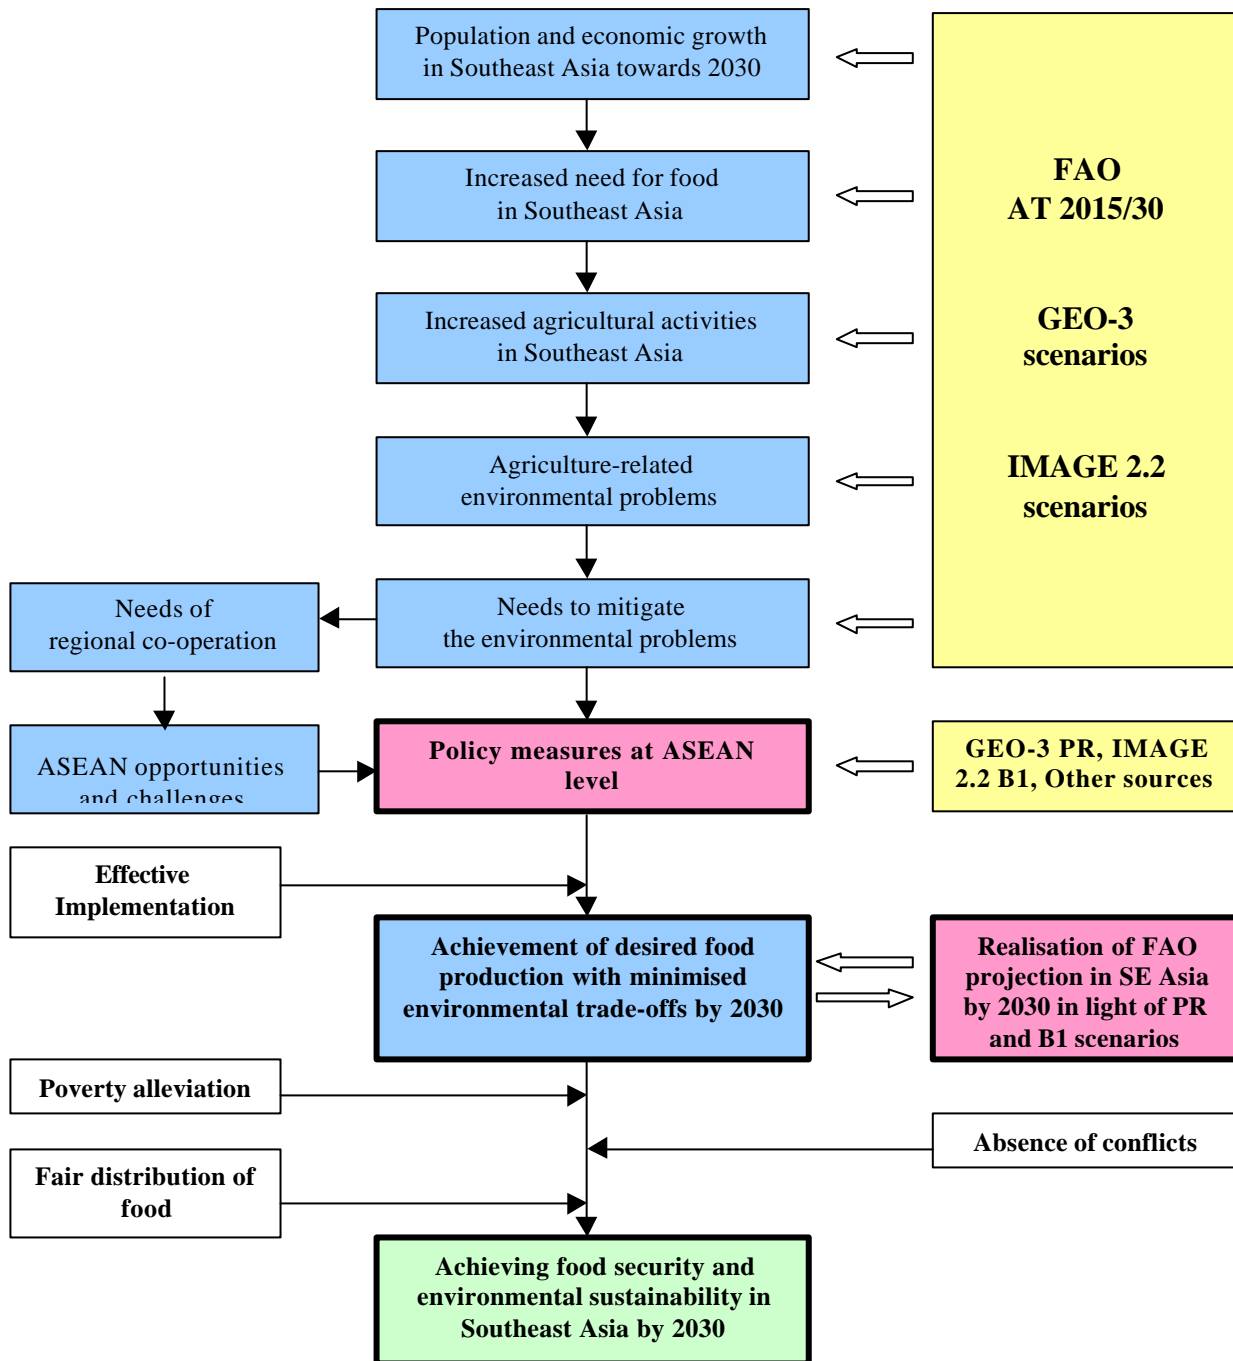 Population and economic growth
in Southeast Asia towards 2030
Increased need for food
in Southeast Asia
FAO
AT 2015/30
Increased agricultural activities
in Southeast Asia
GEO-3
scenarios
Agriculture-related
environmental problems
IMAGE 2.2
scenarios
Needs of
regional co-operation
Needs to mitigate
the environmental problems
ASEAN opportunities
and challenges
Policy measures at ASEAN
level
GEO-3 PR, IMAGE
2.2 B1, Other sources
Effective
Implementation
Achievement of desired food
production with minimised
environmental trade-offs by 2030
Realisation of FAO
projection in SE Asia
by 2030 in light of PR
and B1 scenarios
Poverty alleviation
Absence of conflicts
Fair distribution of
food
Achieving food security and
environmental sustainability in
Southeast Asia by 2030